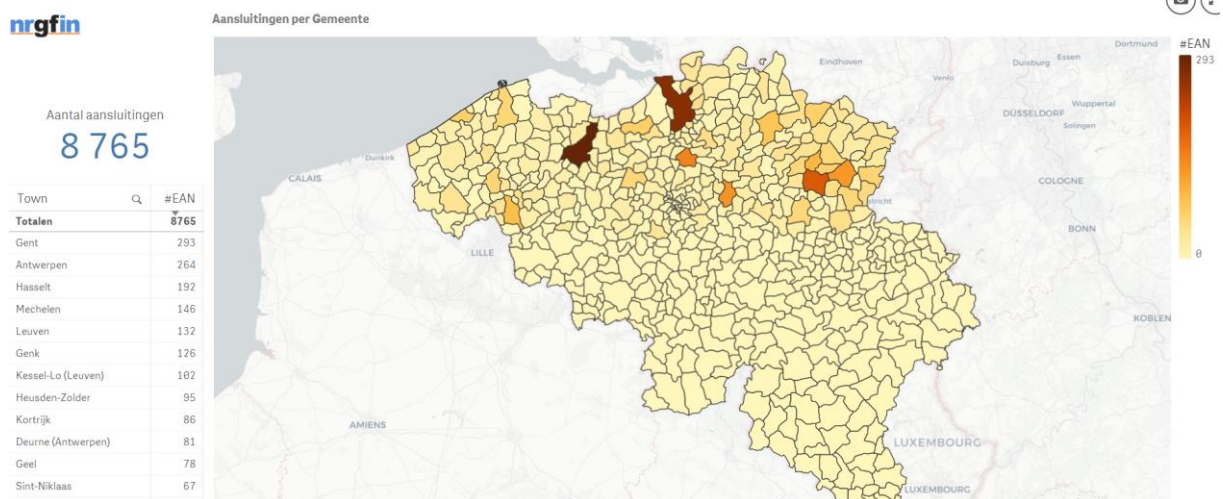 nrgfin
Aansluitingen per Gemeente
Aantal aansluitingen
8 765
Town #EAN
Totalen 8765
Gent 293
Antwerpen 264
Hasselt 192
Mechelen 146
Leuven 132
Genk 126
Kessel-Lo (Leuven) 102
Heusden-Zolder 95
Kortrijk 86
Deurne (Antwerpen) 81
Geel 78
Sint-Niklaas 67
#EAN
293
0
Dortmund
Essen
Duisburg
Eindhoven
Venlo
Wuppertal
DÜSSELDORF
Solingen
Dunkirk
CALAIS
COLOGNE
stricht
BONN
LILLE
KOBLEN
AMIENS
LUXEMBOURG
LUXEMBOURG